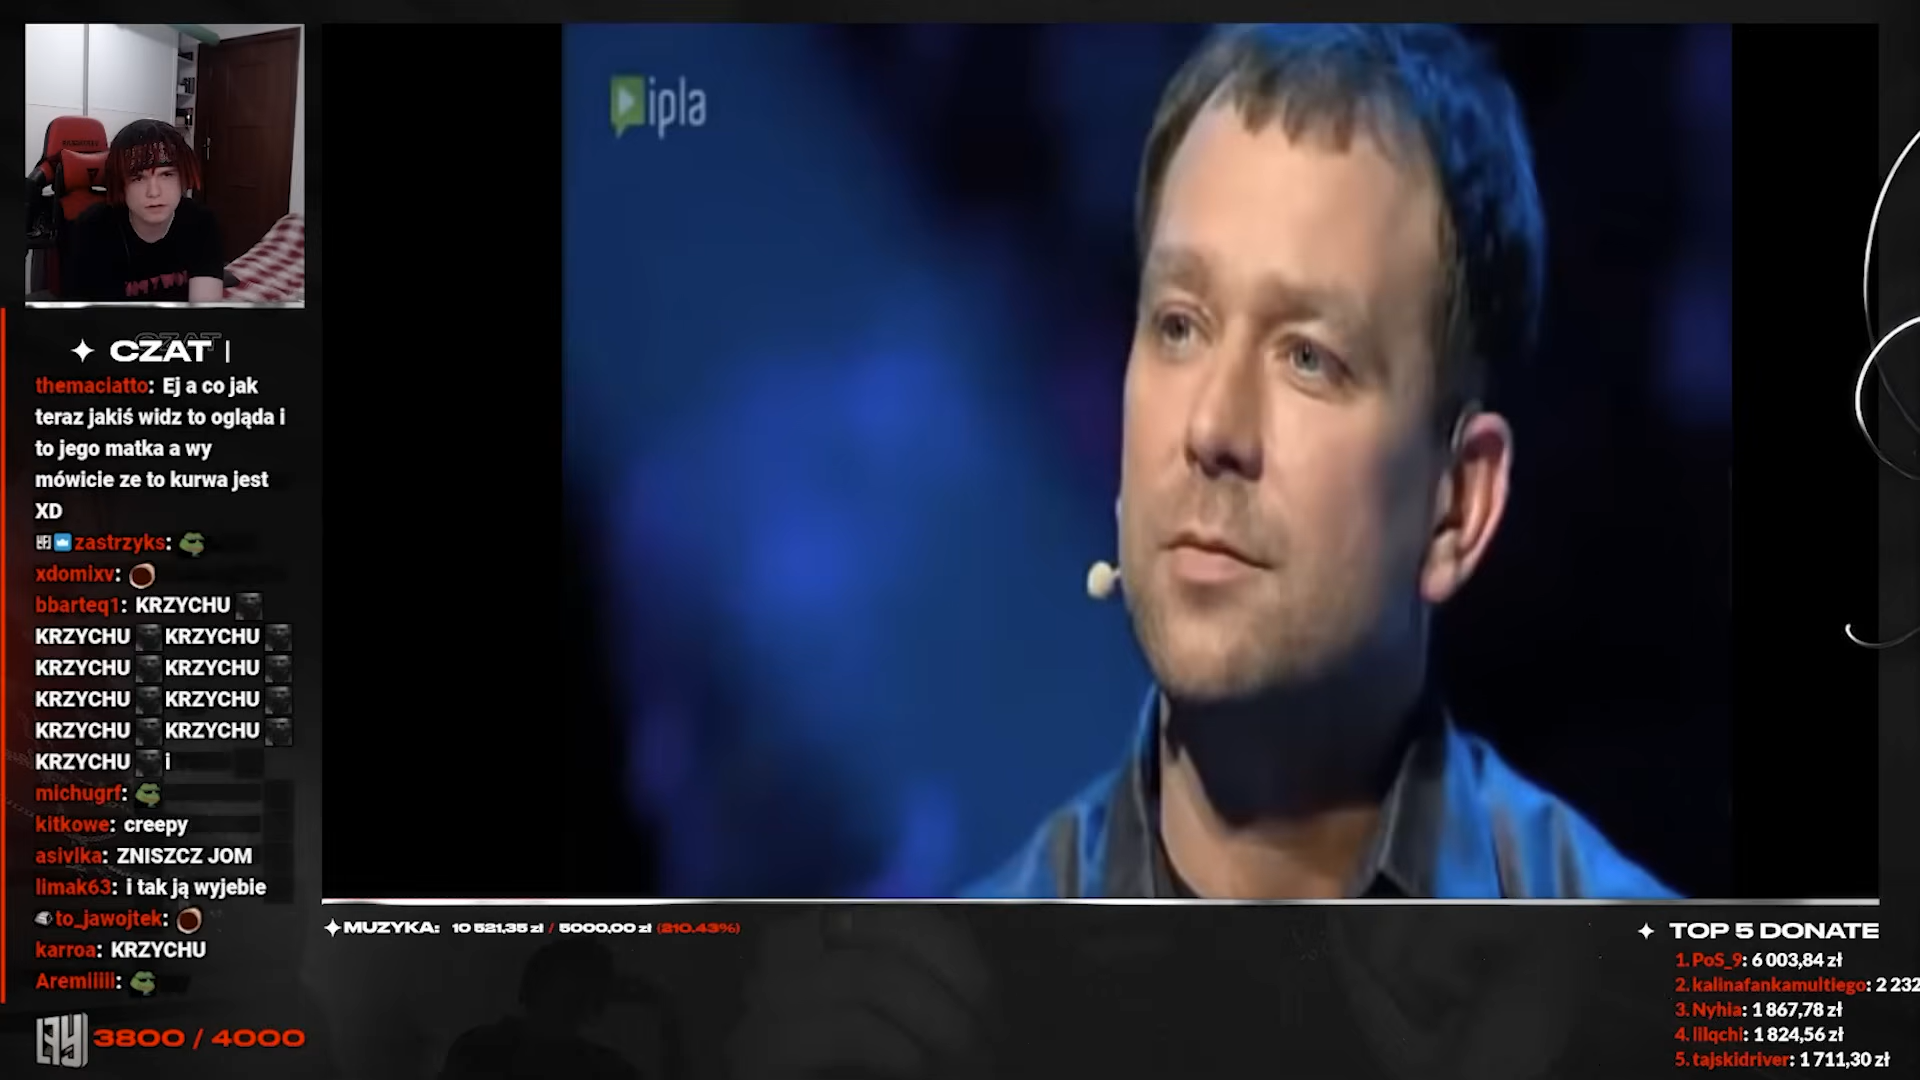 ipla
CZAT |
themaciatto: Ej a co jak
teraz jakiś widz to ogląda i
to jego matka a wy
mówicie ze to kurwa jest
XD
zastrzyks:
xdomixv:
bbarteq1: KRZYCHU
KRZYCHU KRZYCHU
KRZYCHU KRZYCHU
KRZYCHU KRZYCHU
KRZYCHU KRZYCHU
KRZYCHU i
michugrf:
kitkowe: creepy
asivlka: ZNISZCZ JOM
limak63: i tak ją wyjebie
to_jawojtek:
karroa: KRZYCHU
Aremiiili:
3800 / 4000
MUZYKA: 10 521,35 zł / 5000,00 zł (210.43%)
TOP 5 DONATE
1. PoS_9: 6 003,84 zł
2. kalinafankamultiego: 2 232
3. Nyhia: 1 867,78 zł
4. lilqchi: 1 824,56 zł
5. tajskidriver: 1 711,30 zł